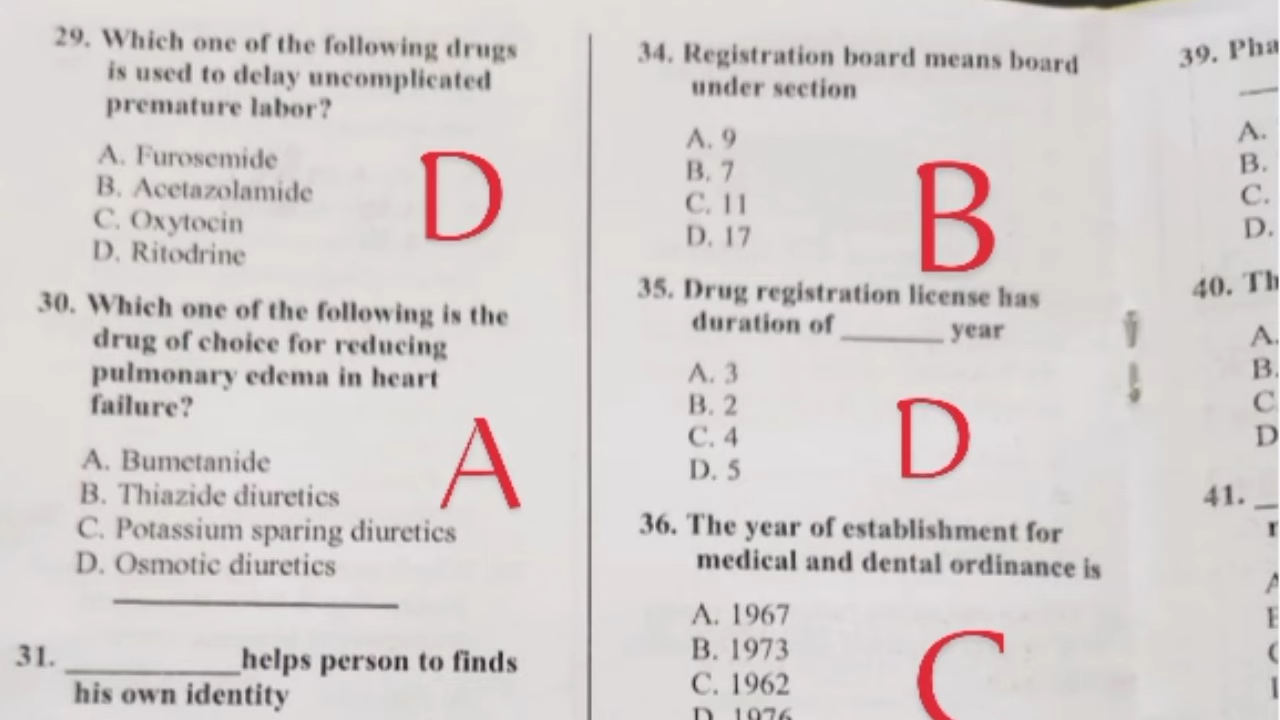 29. Which one of the following drugs
is used to delay uncomplicated
premature labor?
A. Furosemide
B. Acetazolamide
C. Oxytocin
D. Ritodrine
D
30. Which one of the following is the
drug of choice for reducing
pulmonary edema in heart
failure?
A. Bumetanide
B. Thiazide diuretics
C. Potassium sparing diuretics
D. Osmotic diuretics
A
31. __________helps person to finds
his own identity
34. Registration board means board
under section
A. 9
B. 7
C. 11
D. 17
B
35. Drug registration license has
duration of ______ year
A. 3
B. 2
C. 4
D. 5
D
36. The year of establishment for
medical and dental ordinance is
A. 1967
B. 1973
C. 1962
D. 1976
C
39. Pha
A.
B.
C.
D.
40. Th
A.
B.
C
D
41. __